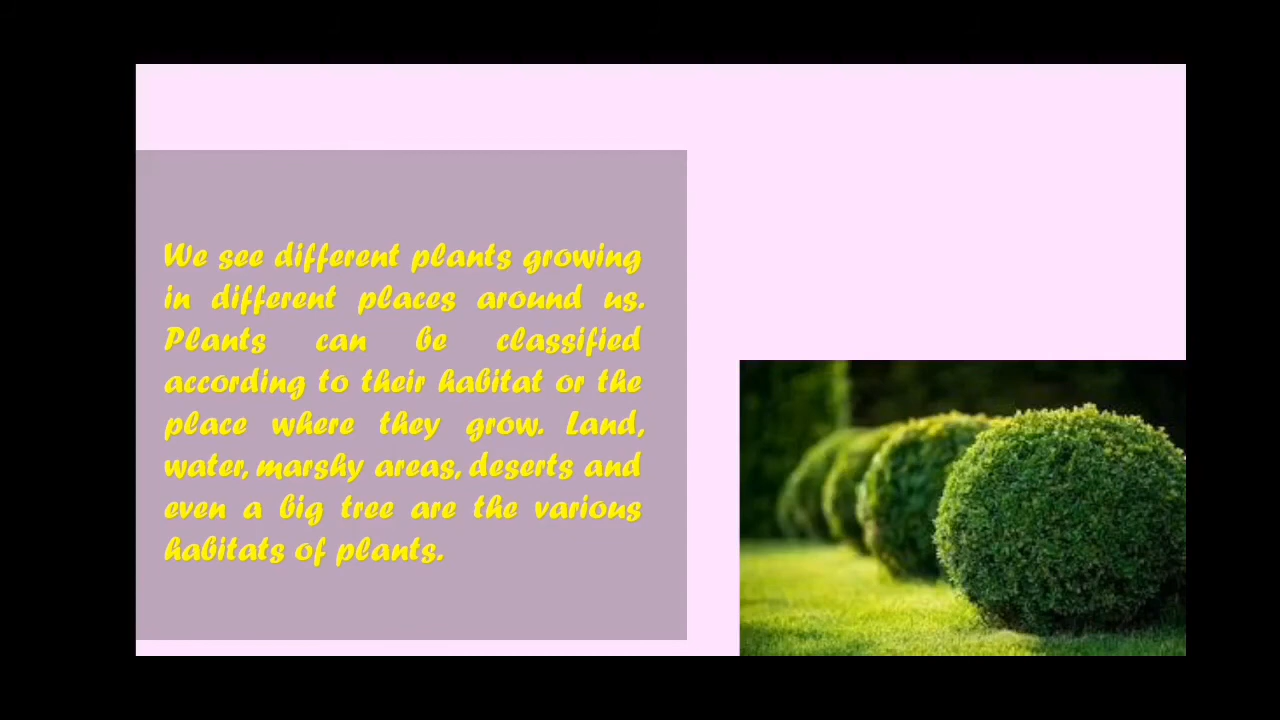 We see different plants growing
in different places around us.
Plants can be classified
according to their habitat or the
place where they grow. Land,
water, marshy areas, deserts and
even a big tree are the various
habitats of plants.